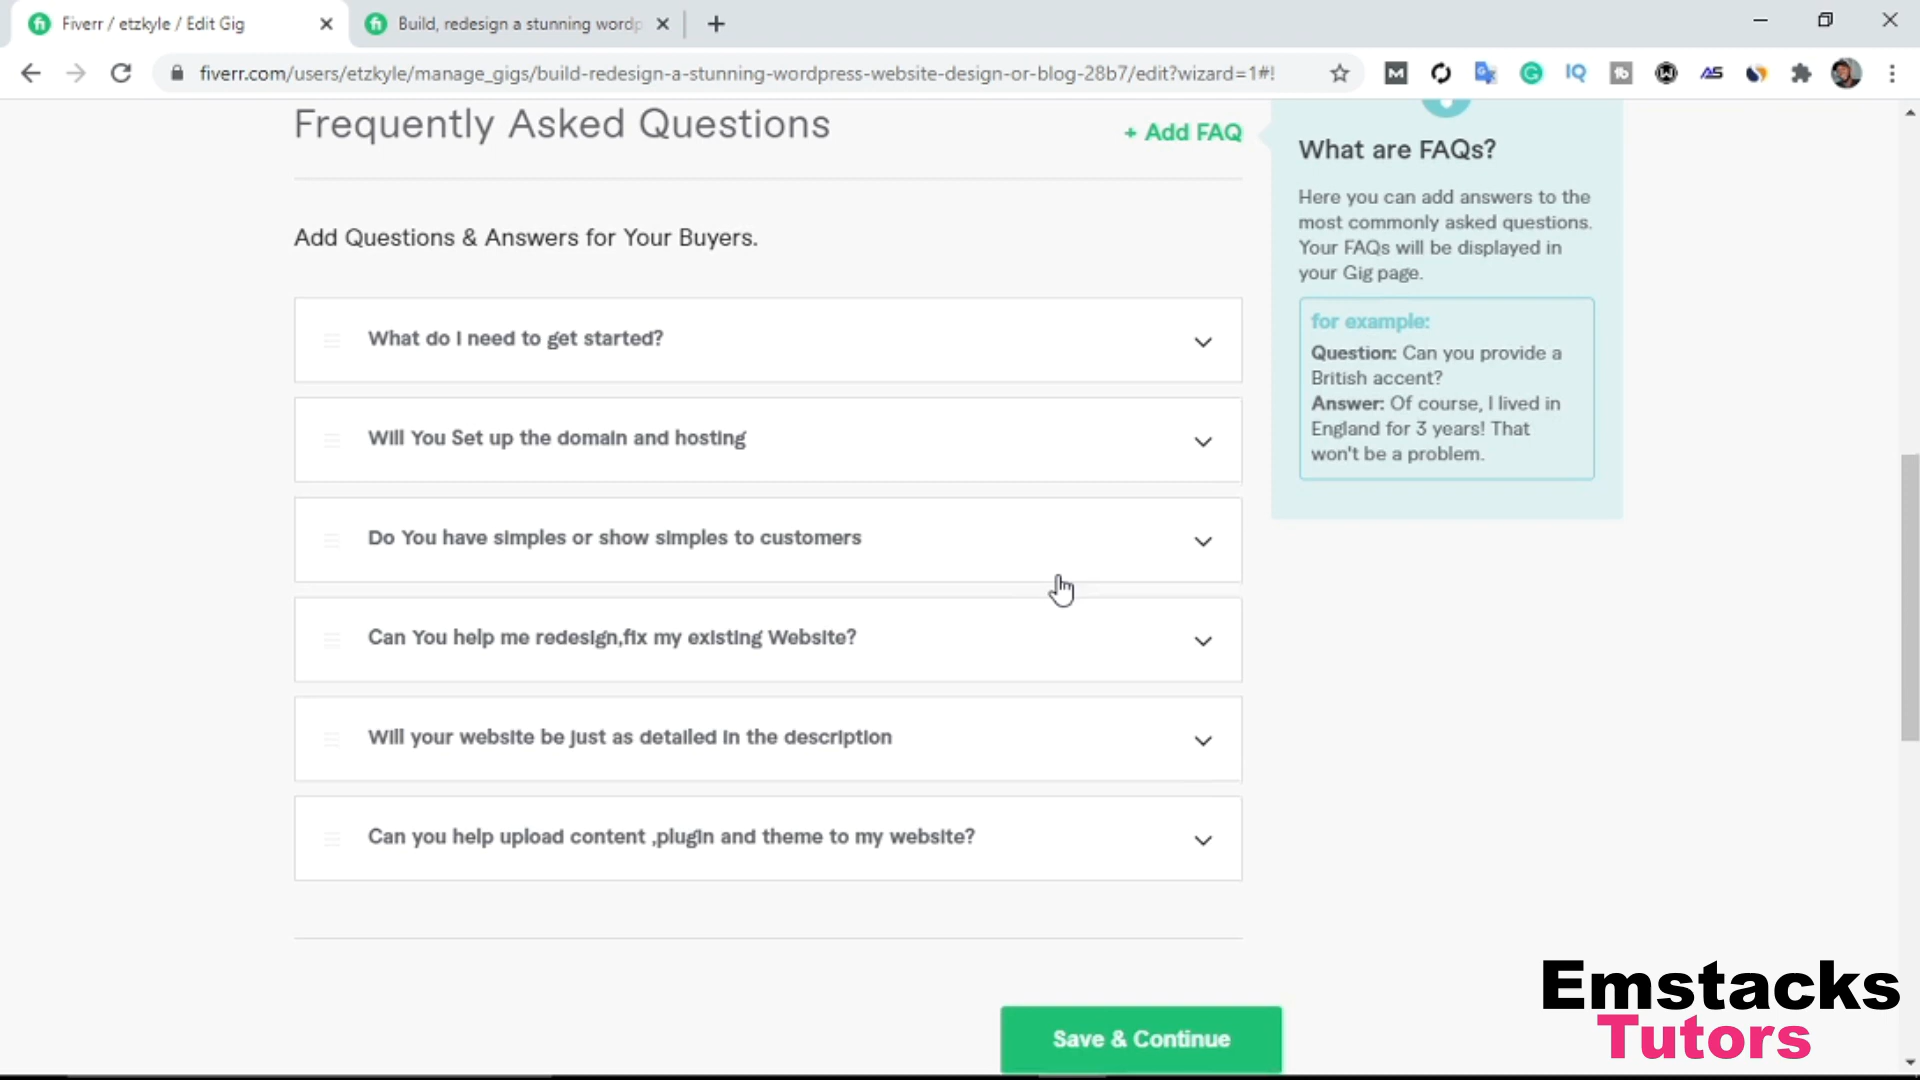 Fiverr / etzkyle / Edit Gig
Build, redesign a stunning wordp
fiverr.com/users/etzkyle/manage_gigs/build-redesign-a-stunning-wordpress-website-design-or-blog-28b7/edit?wizard=1#!
Frequently Asked Questions
+ Add FAQ
Add Questions & Answers for Your Buyers.
What do I need to get started?
Will You Set up the domain and hosting
Do You have simples or show simples to customers
Can You help me redesign,fix my existing Website?
Will your website be just as detailed in the description
Can you help upload content ,plugin and theme to my website?
Save & Continue
What are FAQs?
Here you can add answers to the
most commonly asked questions.
Your FAQs will be displayed in
your Gig page.
for example:
Question: Can you provide a
British accent?
Answer: Of course, I lived in
England for 3 years! That
won't be a problem.
Emstacks
Tutors